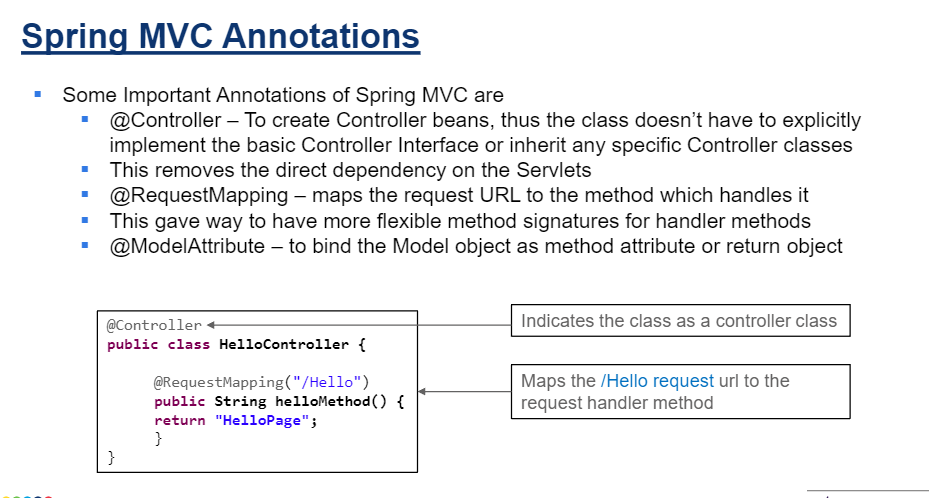 Spring MVC Annotations
Some Important Annotations of Spring MVC are
@Controller – To create Controller beans, thus the class doesn’t have to explicitly
implement the basic Controller Interface or inherit any specific Controller classes
This removes the direct dependency on the Servlets
@RequestMapping – maps the request URL to the method which handles it
This gave way to have more flexible method signatures for handler methods
@ModelAttribute – to bind the Model object as method attribute or return object
@Controller
public class HelloController {
@RequestMapping("/Hello")
public String helloMethod() {
return "HelloPage";
}
}
Indicates the class as a controller class
Maps the /Hello request url to the
request handler method